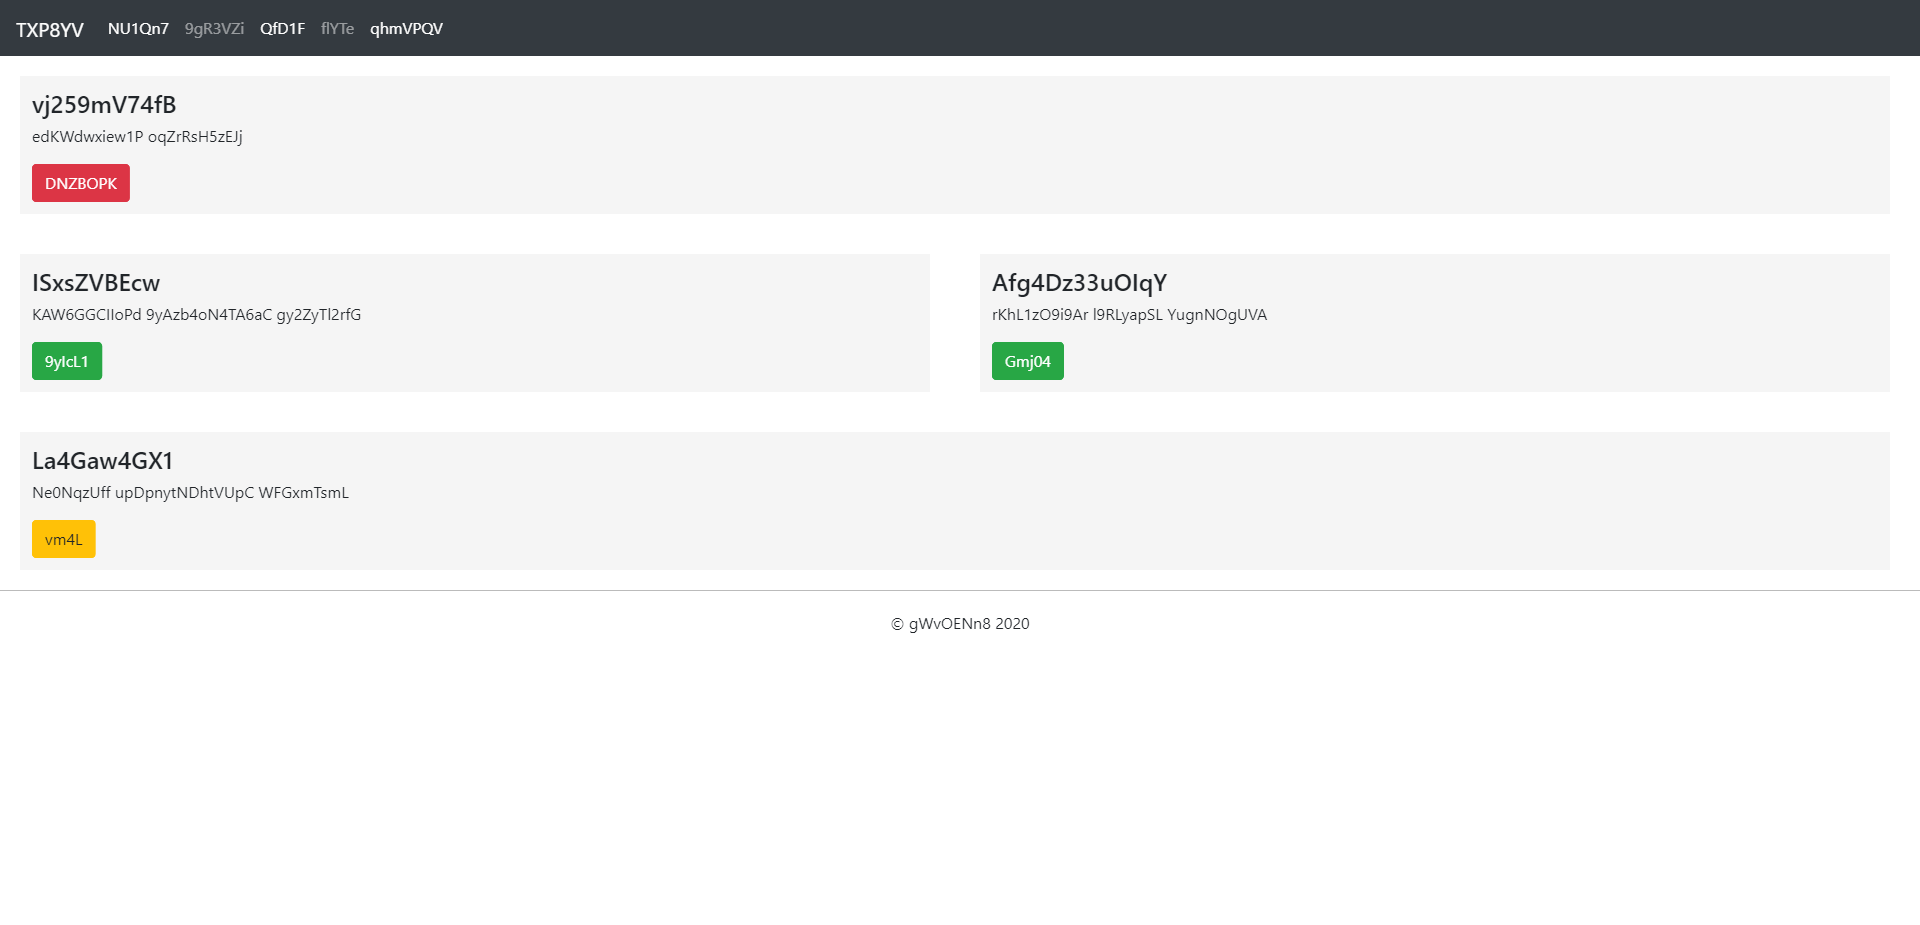 TXP8YV NU1Qn7 9gR3VZi QfD1F flYTe qhmVPQV
vj259mV74fB
edKWdwxiew1P oqZrRsH5zEJj
DNZBOPK
ISxsZVBEcw
KAW6GGCIIoPd 9yAzb4oN4TA6aC gy2ZyTl2rfG
9yIcL1
Afg4Dz33uOIqY
rKhL1zO9i9Ar l9RLyapSL YugnNOgUVA
Gmj04
La4Gaw4GX1
Ne0NqzUff upDpnytNDhtVUpC WFGxmTsmL
vm4L
© gWvOENn8 2020